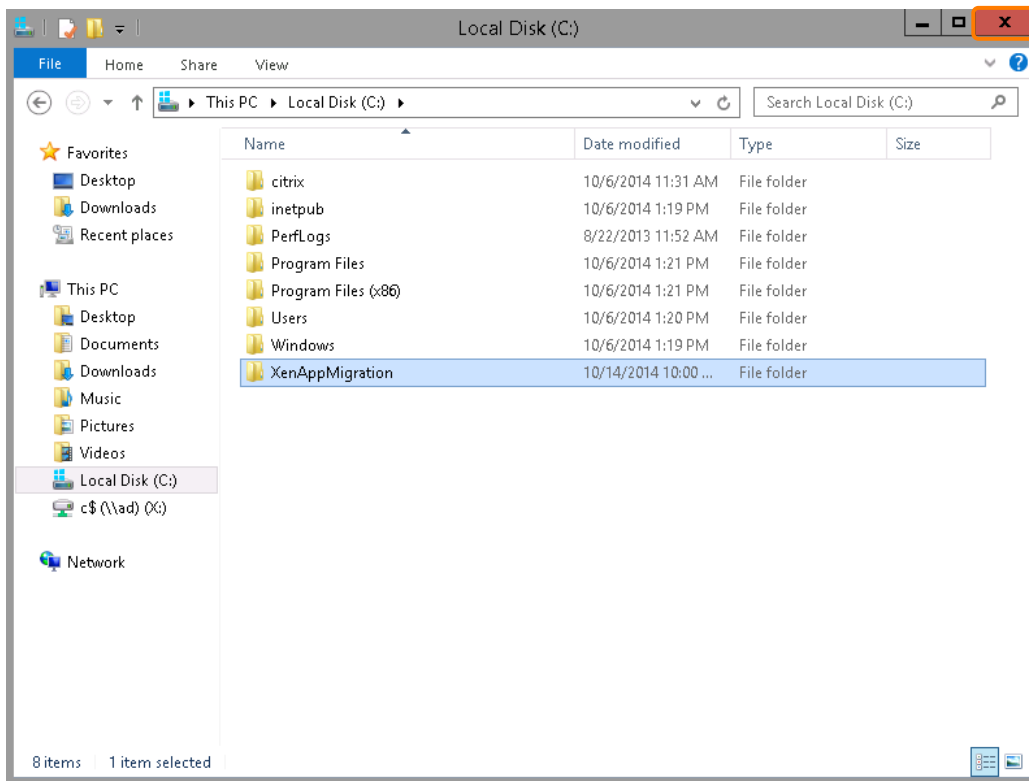 Local Disk (C:)
File Home Share View
This PC Local Disk (C:) Search Local Disk (C:)
Favorites
Desktop
Downloads
Recent places
This PC
Desktop
Documents
Downloads
Music
Pictures
Videos
Local Disk (C:)
c$ (\\ad) (X:)
Network
Name Date modified Type Size
citrix 10/6/2014 11:31 AM File folder
inetpub 10/6/2014 1:19 PM File folder
PerfLogs 8/22/2013 11:52 AM File folder
Program Files 10/6/2014 1:21 PM File folder
Program Files (x86) 10/6/2014 1:21 PM File folder
Users 10/6/2014 1:20 PM File folder
Windows 10/6/2014 1:19 PM File folder
XenAppMigration 10/14/2014 10:00 ... File folder
8 items 1 item selected